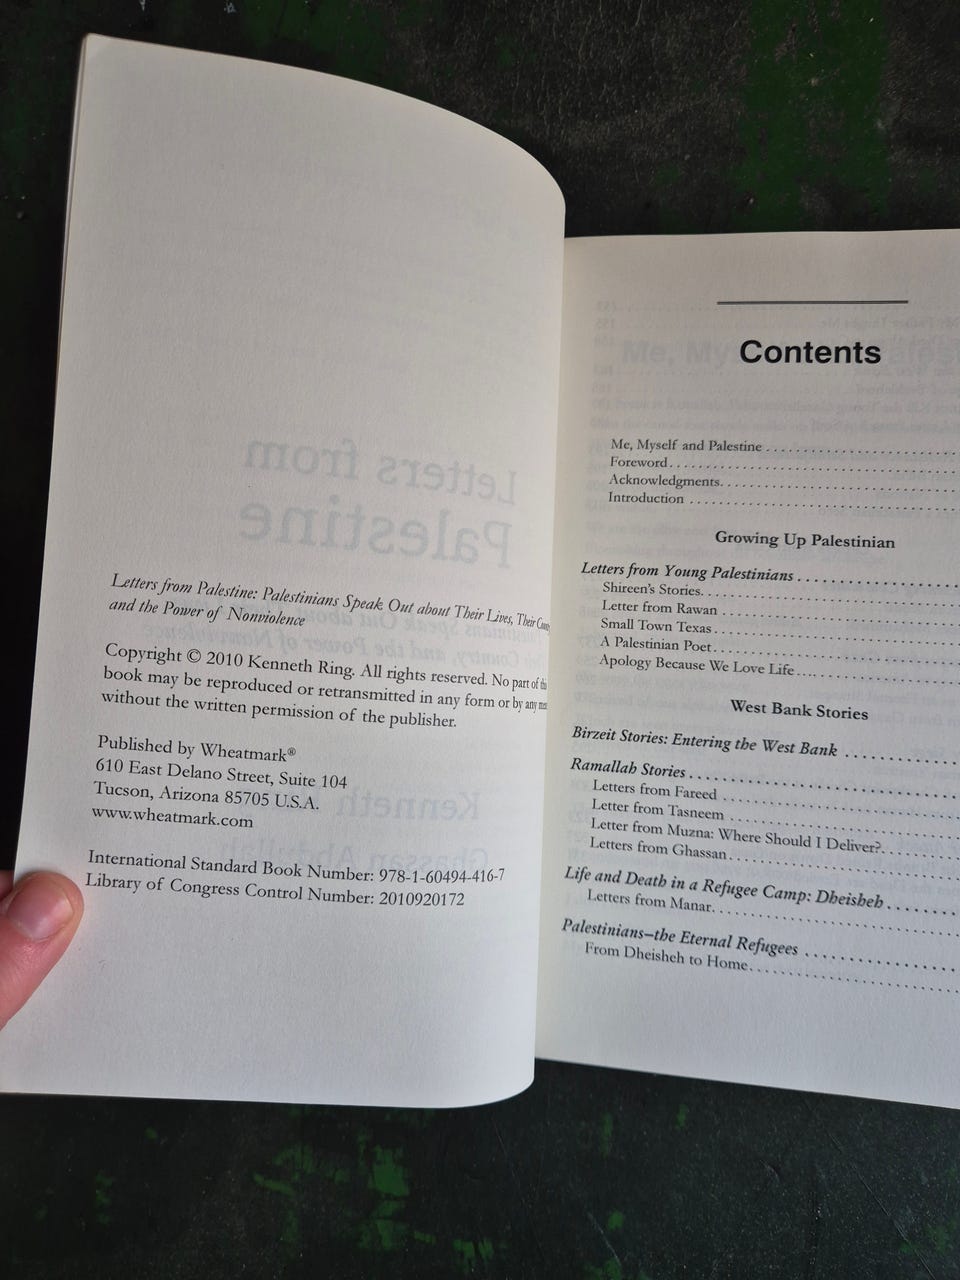 Letters from Palestine: Palestinians Speak Out about Their Lives, Their
and the Power of Nonviolence
Copyright © 2010 Kenneth Ring. All rights reserved. No part of this
book may be reproduced or retransmitted in any form or by any
without the written permission of the publisher.
Published by Wheatmark®
610 East Delano Street, Suite 104
Tucson, Arizona 85705 U.S.A.
www.wheatmark.com
International Standard Book Number: 978-1-60494-416-7
Library of Congress Control Number: 2010920172
Contents
Me, Myself and Palestine
Foreword
Acknowledgments
Introduction
Growing Up Palestinian
Letters from Young Palestinians
Shireen's Stories
Letter from Rawan
Small Town Texas
A Palestinian Poet
Apology Because We Love Life
West Bank Stories
Birzeit Stories: Entering the West Bank
Ramallah Stories
Letters from Fareed
Letter from Tasneem
Letter from Muzna: Where Should I Deliver?
Letters from Ghassan
Life and Death in a Refugee Camp: Dheisheh
Letters from Manar
Palestinians—the Eternal Refugees
From Dheisheh to Home